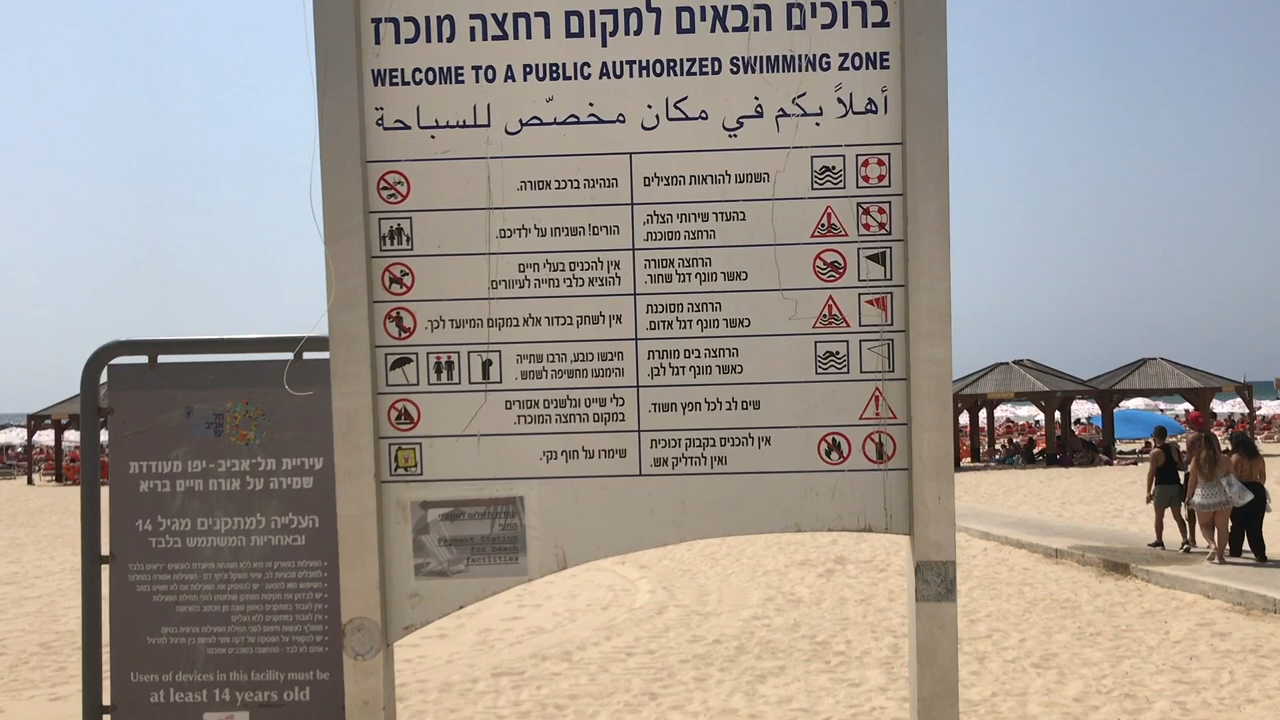 ברוכים הבאים למקום רחצה מוכרז
WELCOME TO A PUBLIC AUTHORIZED SWIMMING ZONE
أهلاً بكم في مكان مخصّص للسباحة
השמעו להוראות המצילים
בהעדר שירותי הצלה,
הרחצה מסוכנת.
הרחצה אסורה
כאשר מונף דגל שחור.
הרחצה מסוכנת
כאשר מונף דגל אדום.
הרחצה בים מותרת
כאשר מונף דגל לבן.
שים לב לכל חפץ חשוד.
אין להכניס בקבוק זכוכית
ואין להדליק אש.
הנהיגה ברכב אסורה.
הורים! השגיחו על ילדיכם.
אין להכניס בעלי חיים
להוציא כלבי נחייה לעיוורים.
אין לשחק בכדור אלא במקום המיועד לכך.
חיבשו כובע, הרבו שתייה
והימנעו מחשיפה לשמש.
כלי שייט וגלשנים אסורים
במקום הרחצה המוכרז.
שימרו על חוף נקי.
Payment Station
for beach
facilities
תל
אביב
יפו
עיריית תל-אביב - יפו מעודדת
שמירה על אורח חיים בריא
העלייה למתקנים מגיל 14
ובאחריות המשתמש בלבד
Users of devices in this facility must be
at least 14 years old